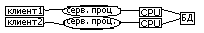 клиент1 серв. проц CPU
клиент2 серв. проц CPU
БД